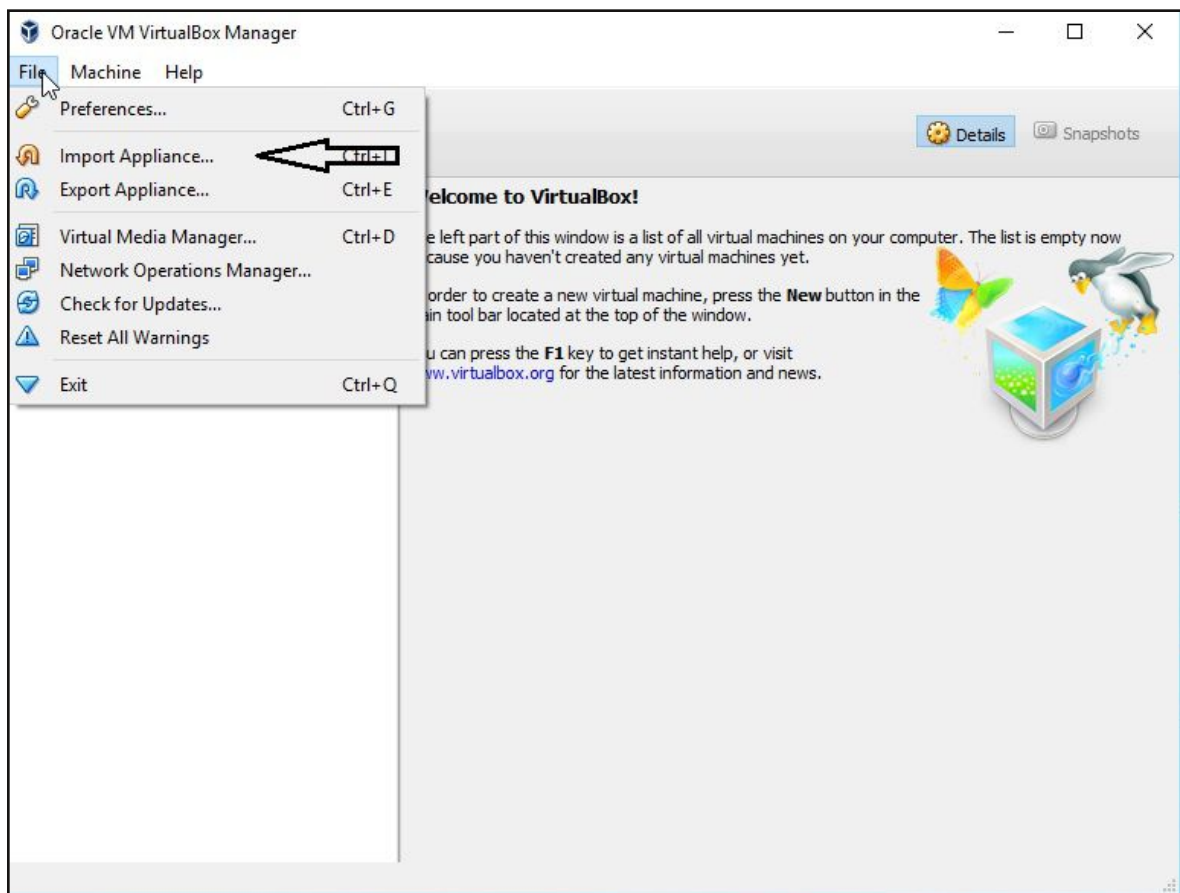 Oracle VM VirtualBox Manager
File Machine Help
Preferences... Ctrl+G
Details Snapshots
Import Appliance... Ctrl+I
Export Appliance... Ctrl+E
elcome to VirtualBox!
Virtual Media Manager... Ctrl+D
e left part of this window is a list of all virtual machines on your computer. The list is empty now
cause you haven't created any virtual machines yet.
Network Operations Manager...
Check for Updates...
order to create a new virtual machine, press the New button in the
ain tool bar located at the top of the window.
Reset All Warnings
u can press the F1 key to get instant help, or visit
ww.virtualbox.org for the latest information and news.
Exit Ctrl+Q